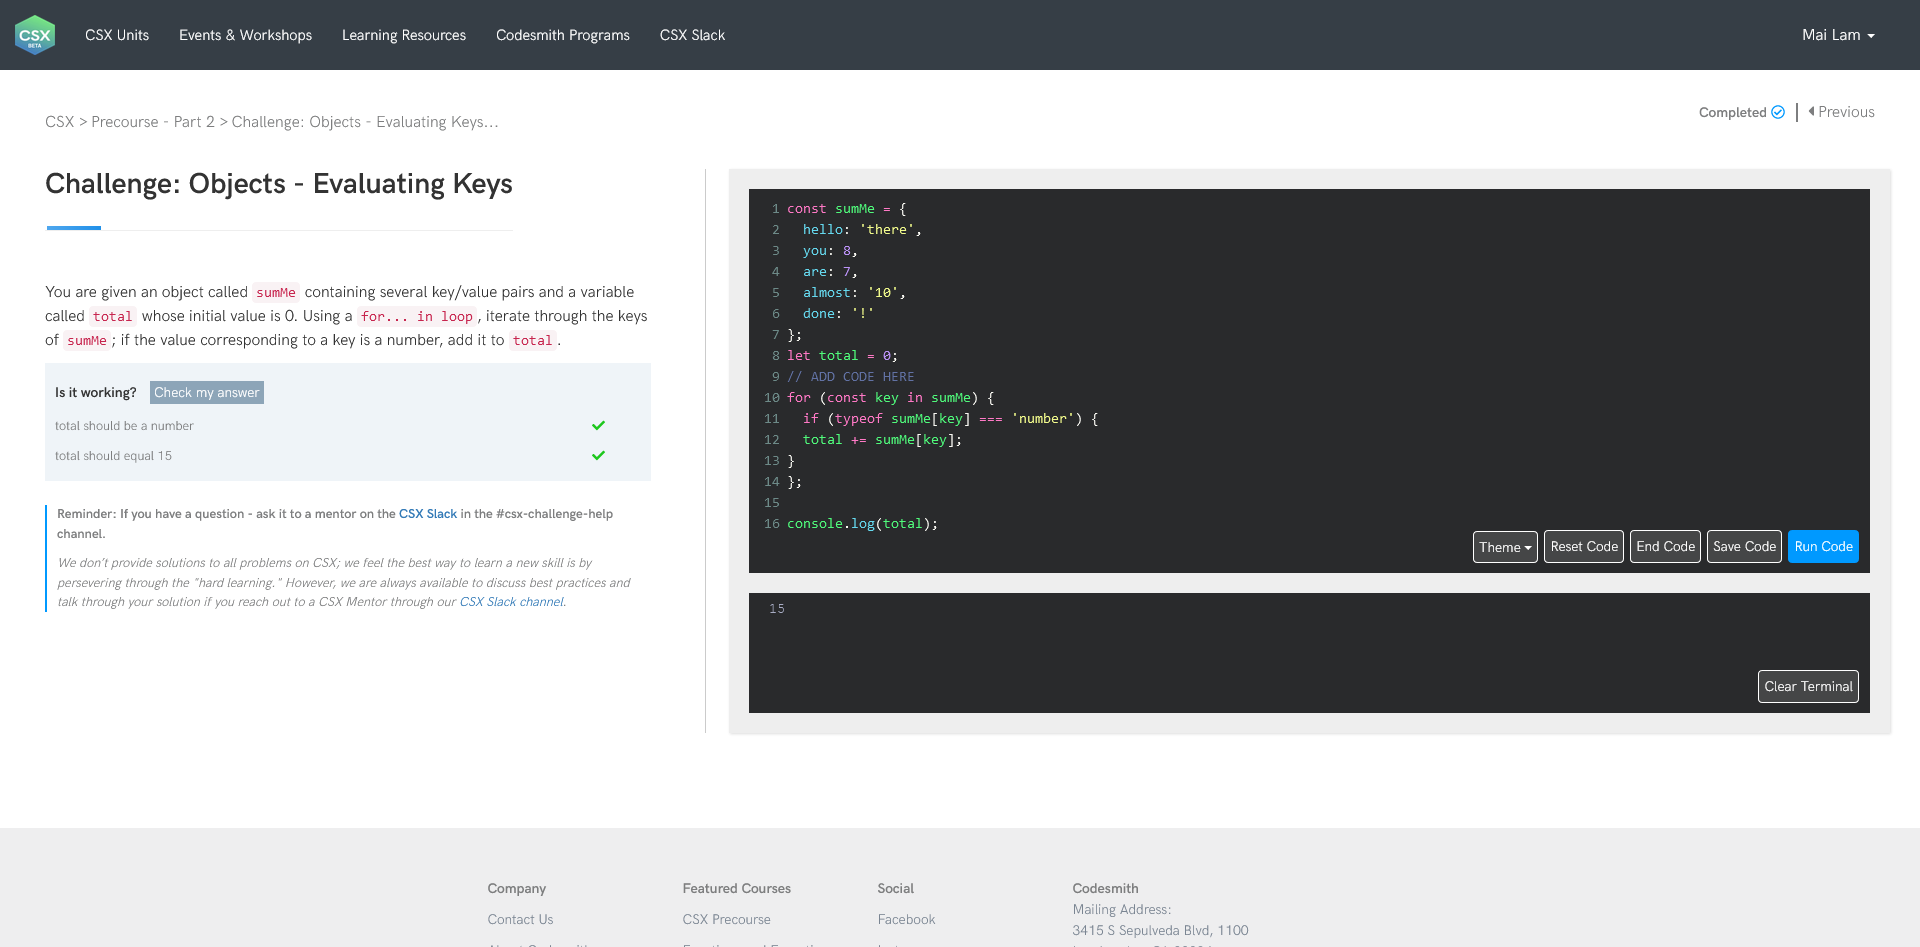 CSX
BETA
CSX Units
Events & Workshops
Learning Resources
Codesmith Programs
CSX Slack
Mai Lam
CSX > Precourse - Part 2 > Challenge: Objects - Evaluating Keys...
Completed
Previous
Challenge: Objects - Evaluating Keys
You are given an object called sumMe containing several key/value pairs and a variable
called total whose initial value is 0. Using a for... in loop, iterate through the keys
of sumMe; if the value corresponding to a key is a number, add it to total.
Is it working? Check my answer
total should be a number
total should equal 15
Reminder: If you have a question - ask it to a mentor on the CSX Slack in the #csx-challenge-help
channel.
We don't provide solutions to all problems on CSX; we feel the best way to learn a new skill is by
persevering through the "hard learning." However, we are always available to discuss best practices and
talk through your solution if you reach out to a CSX Mentor through our CSX Slack channel.
1 const sumMe = {
2   hello: 'there',
3   you: 8,
4   are: 7,
5   almost: '10',
6   done: '!'
7 };
8 let total = 0;
9 // ADD CODE HERE
10 for (const key in sumMe) {
11   if (typeof sumMe[key] === 'number') {
12   total += sumMe[key];
13 }
14 };
15
16 console.log(total);
Theme
Reset Code
End Code
Save Code
Run Code
15
Clear Terminal
Company
Contact Us
Featured Courses
CSX Precourse
Social
Facebook
Codesmith
Mailing Address:
3415 S Sepulveda Blvd, 1100